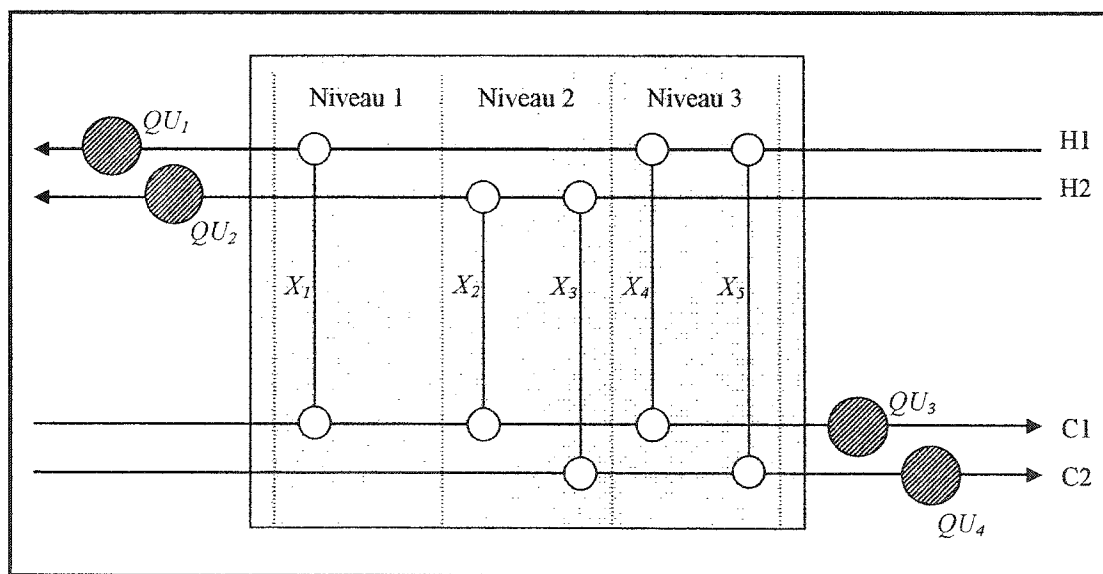 Niveau 1 Niveau 2 Niveau 3
QU1
H1
H2
QU2
X1 X2 X3 X4 X5
QU3
C1
C2
QU4